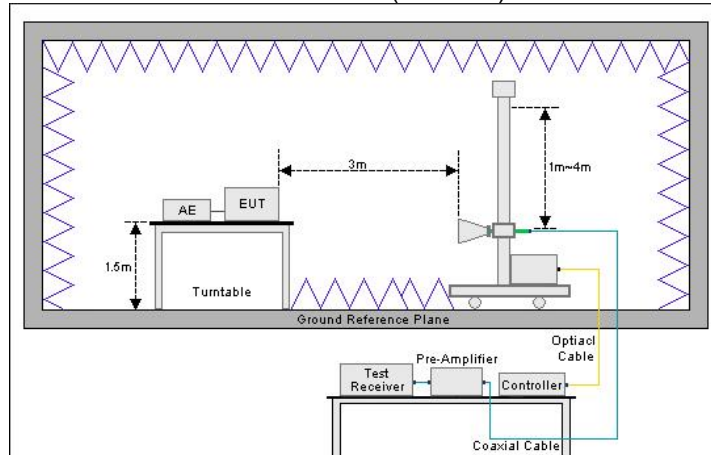 3m
1m~4m
AE
EUT
1.5m
Turntable
Ground Reference Plane
Optiacl
Cable
Pre-Amplifier
Test
Receiver
Controller
Coaxial Cable